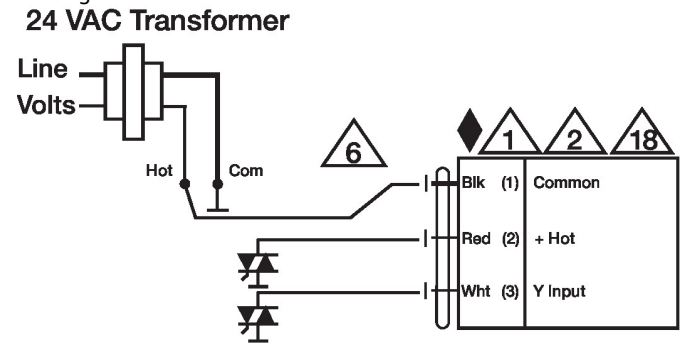 24 VAC Transformer
Line
Volts
Hot
Com
6
1
2
18
Blk (1) Common
Red (2) + Hot
Wht (3) Y Input